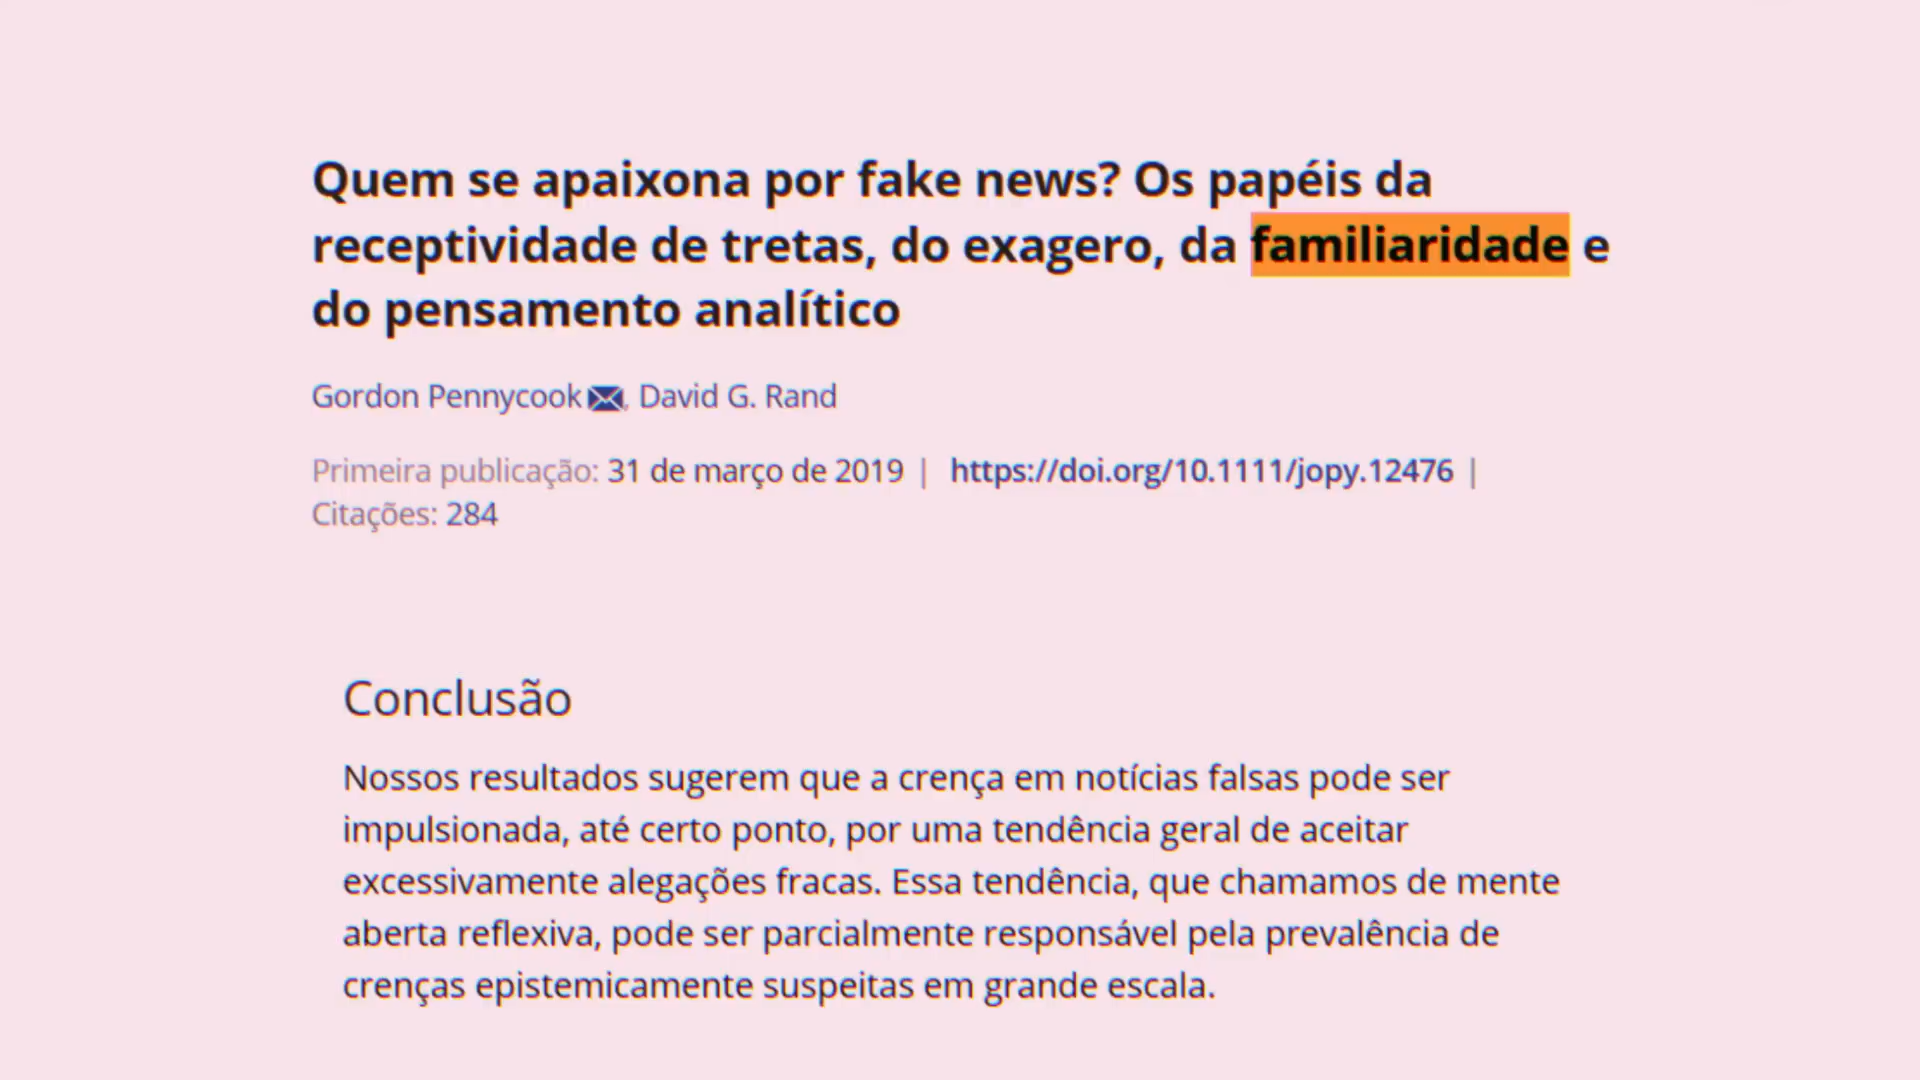 Quem se apaixona por fake news? Os papéis da
receptividade de tretas, do exagero, da familiaridade e
do pensamento analítico
Gordon Pennycook, David G. Rand
Primeira publicação: 31 de março de 2019 | https://doi.org/10.1111/jopy.12476 |
Citações: 284
Conclusão
Nossos resultados sugerem que a crença em notícias falsas pode ser
impulsionada, até certo ponto, por uma tendência geral de aceitar
excessivamente alegações fracas. Essa tendência, que chamamos de mente
aberta reflexiva, pode ser parcialmente responsável pela prevalência de
crenças epistemicamente suspeitas em grande escala.